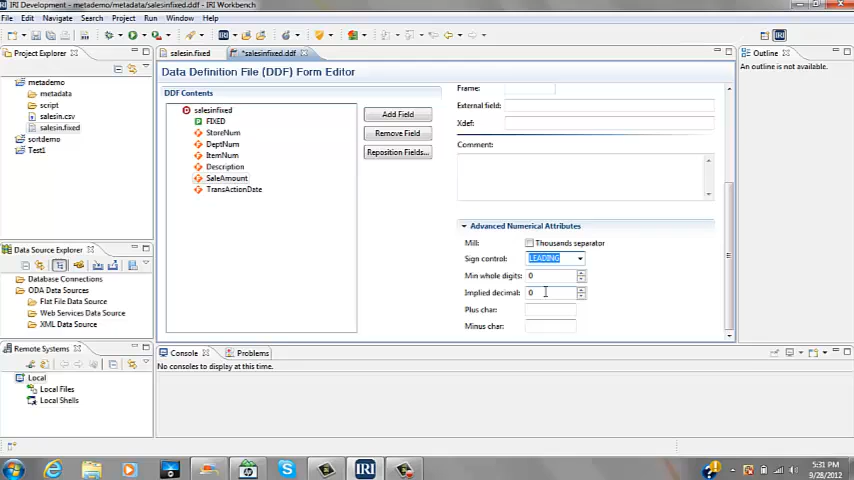 IRI Development - metademo/metadata/salesinfixed.ddf - IRI Workbench
File Edit Navigate Search Project Run Window Help
Project Explorer
metademo
metadata
script
salesin.csv
salesin.fixed
sortdemo
Test1
salesin.fixed
*salesinfixed.ddf
Data Definition File (DDF) Form Editor
DDF Contents
salesinfixed
FIXED
StoreNum
DeptNum
ItemNum
Description
SaleAmount
TransActionDate
Add Field
Remove Field
Reposition Fields...
Frame:
External field:
Xdef:
Comment:
Advanced Numerical Attributes
Mill: Thousands separator
Sign control: LEADING
Min whole digits: 0
Implied decimal: 0
Plus char:
Minus char:
Outline
An outline is not available.
Data Source Explorer
Database Connections
ODA Data Sources
Flat File Data Source
Web Services Data Source
XML Data Source
Remote Systems
Local
Local Files
Local Shells
Console Problems
No consoles to display at this time.
IRI
5:31 PM
9/28/2012